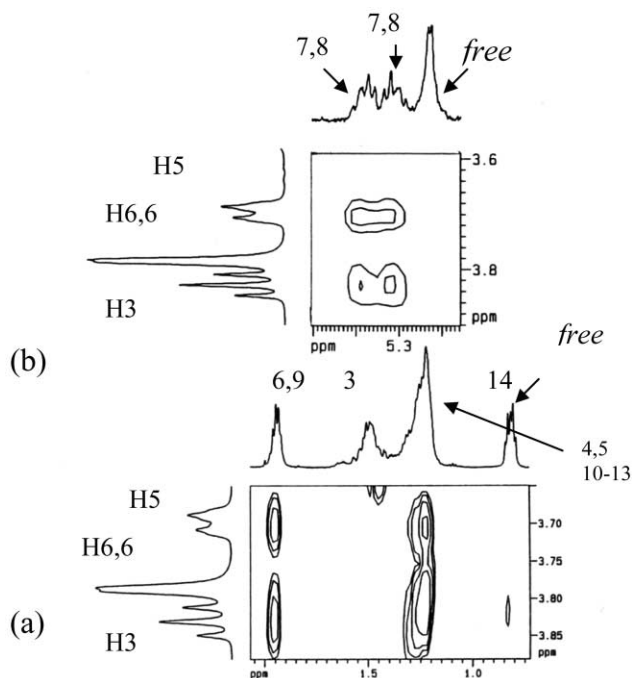 7,8
7,8
free
H5
H6,6
H3
3.6
3.8
ppm
ppm
5.3
(b)
free
6,9
3
14
4,5
10-13
H5
H6,6
H3
3.70
3.75
3.80
3.85
ppm
(a)
ppm
1.5
1.0